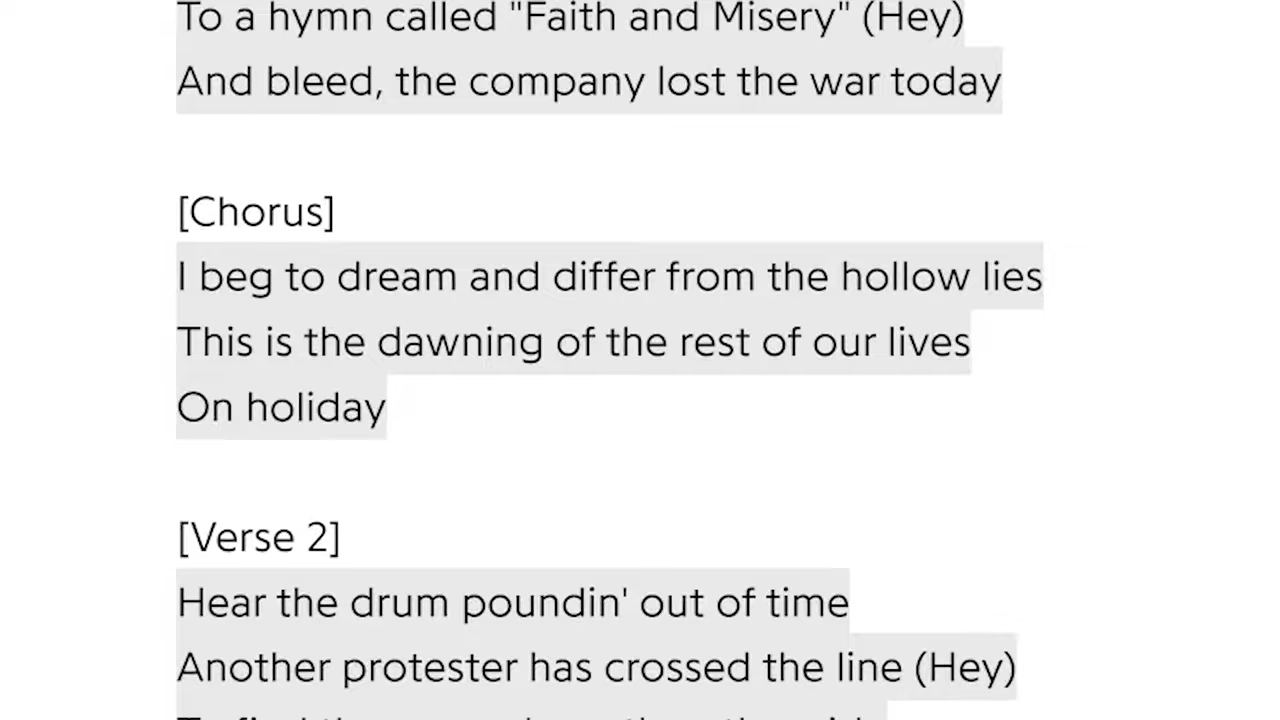 To a hymn called "Faith and Misery" (Hey)
And bleed, the company lost the war today
[Chorus]
I beg to dream and differ from the hollow lies
This is the dawning of the rest of our lives
On holiday
[Verse 2]
Hear the drum poundin' out of time
Another protester has crossed the line (Hey)